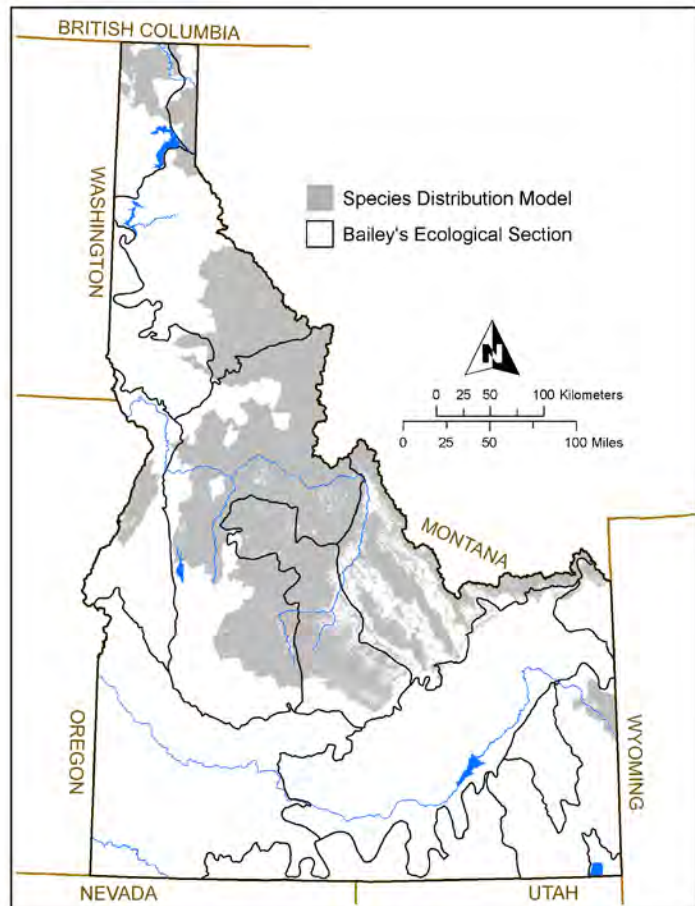 BRITISH COLUMBIA
WASHINGTON
Species Distribution Model
Bailey's Ecological Section
N
0 25 50 100 Kilometers
0 25 50 100 Miles
MONTANA
OREGON
WYOMING
NEVADA
UTAH